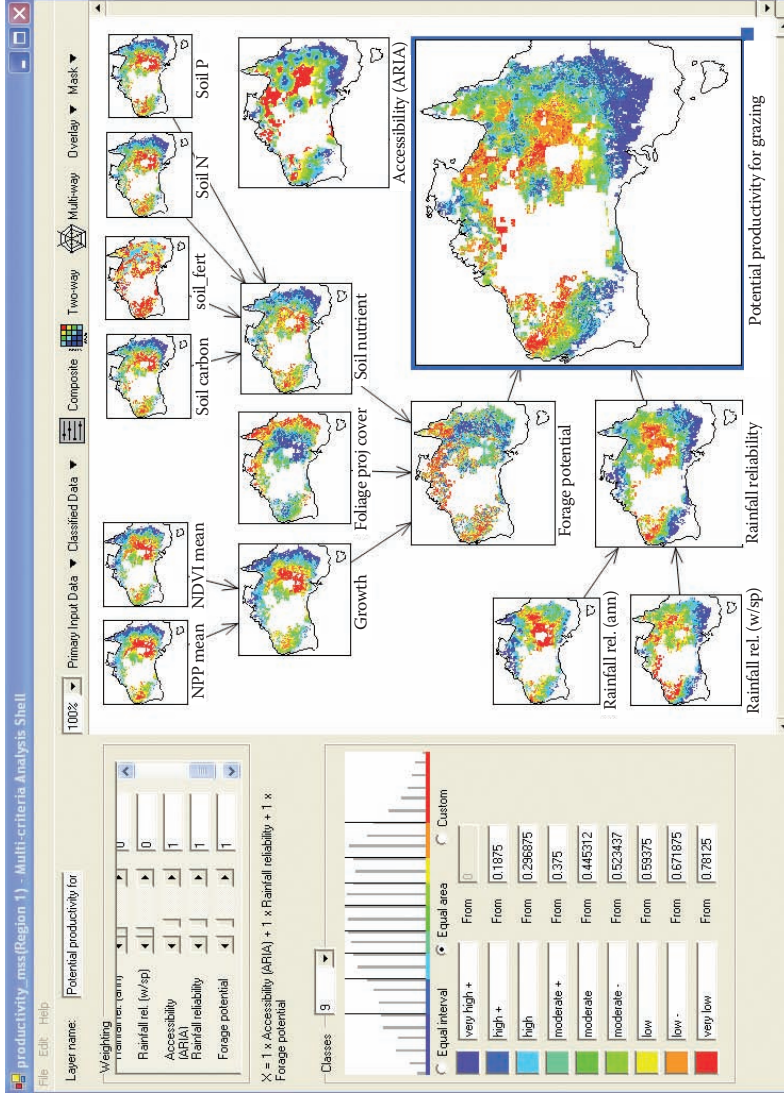 productivity_mss(Region 1) - Multi-criteria Analysis Shell
File Edit Help
Layer name: Potential productivity for
100% Primary Input Data Classified Data Composite Two-way Multi-way Overlay Mask
Weighting
0
Rainfall rel. (w/sp) 0
Accessibility (ARIA) 1
Rainfall reliability 1
Forage potential 1
X = 1 x Accessibility (ARIA) + 1 x Rainfall reliability + 1 x
Forage potential
Classes
9
Equal interval Equal area Custom
very high + From 0
high + From 0.1875
high From 0.296875
moderate + From 0.375
moderate From 0.445312
moderate - From 0.523437
low From 0.59375
low - From 0.671875
very low From 0.78125
NPP mean
NDVI mean
Soil carbon
soil_fert
Soil N
Soil P
Growth
Foliage proj cover
Soil nutrient
Accessibility (ARIA)
Rainfall rel. (ann)
Forage potential
Rainfall rel. (w/sp)
Rainfall reliability
Potential productivity for grazing